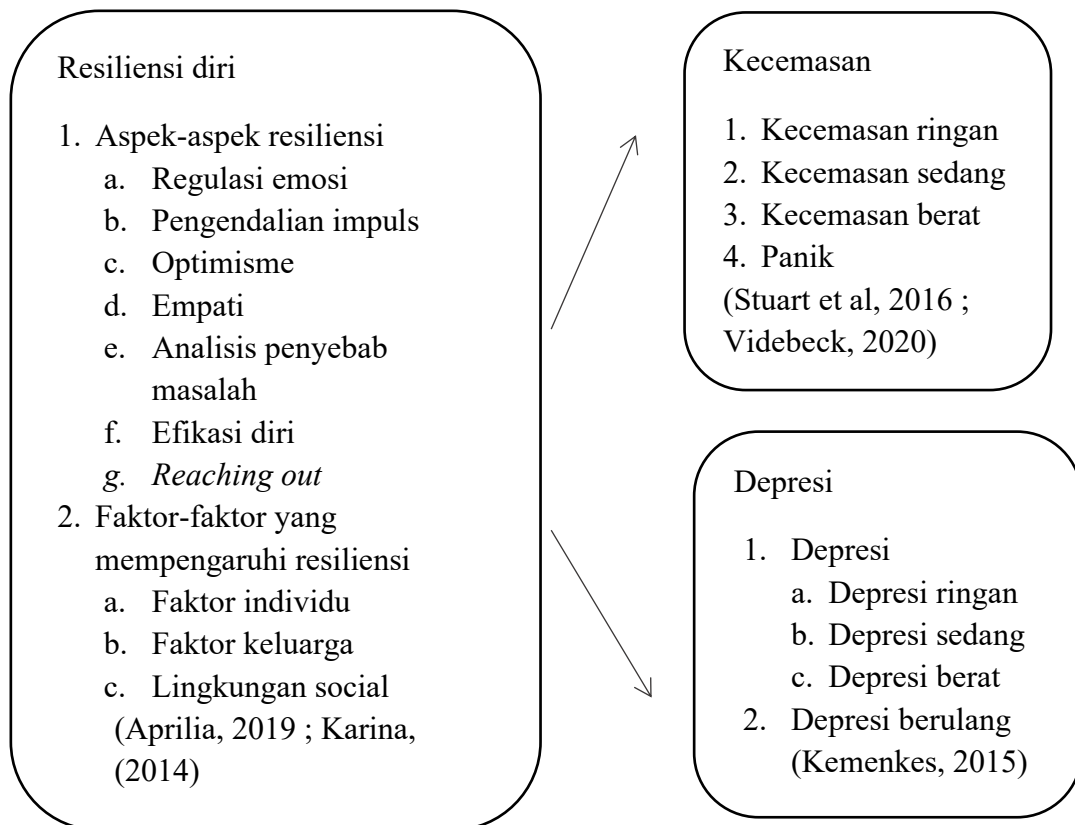 Resiliensi diri
1. Aspek-aspek resiliensi
a. Regulasi emosi
b. Pengendalian impuls
c. Optimisme
d. Empati
e. Analisis penyebab
masalah
f. Efikasi diri
g. Reaching out
2. Faktor-faktor yang
mempengaruhi resiliensi
a. Faktor individu
b. Faktor keluarga
c. Lingkungan social
(Aprilia, 2019 ; Karina,
(2014)
Kecemasan
1. Kecemasan ringan
2. Kecemasan sedang
3. Kecemasan berat
4. Panik
(Stuart et al, 2016 ;
Videbeck, 2020)
Depresi
1. Depresi
a. Depresi ringan
b. Depresi sedang
c. Depresi berat
2. Depresi berulang
(Kemenkes, 2015)